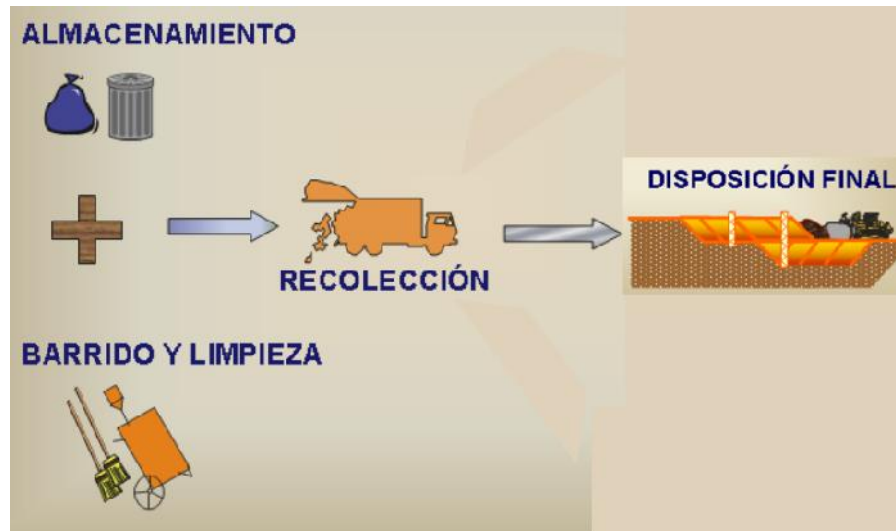 ALMACENAMIENTO
DISPOSICIÓN FINAL
RECOLECCIÓN
BARRIDO Y LIMPIEZA